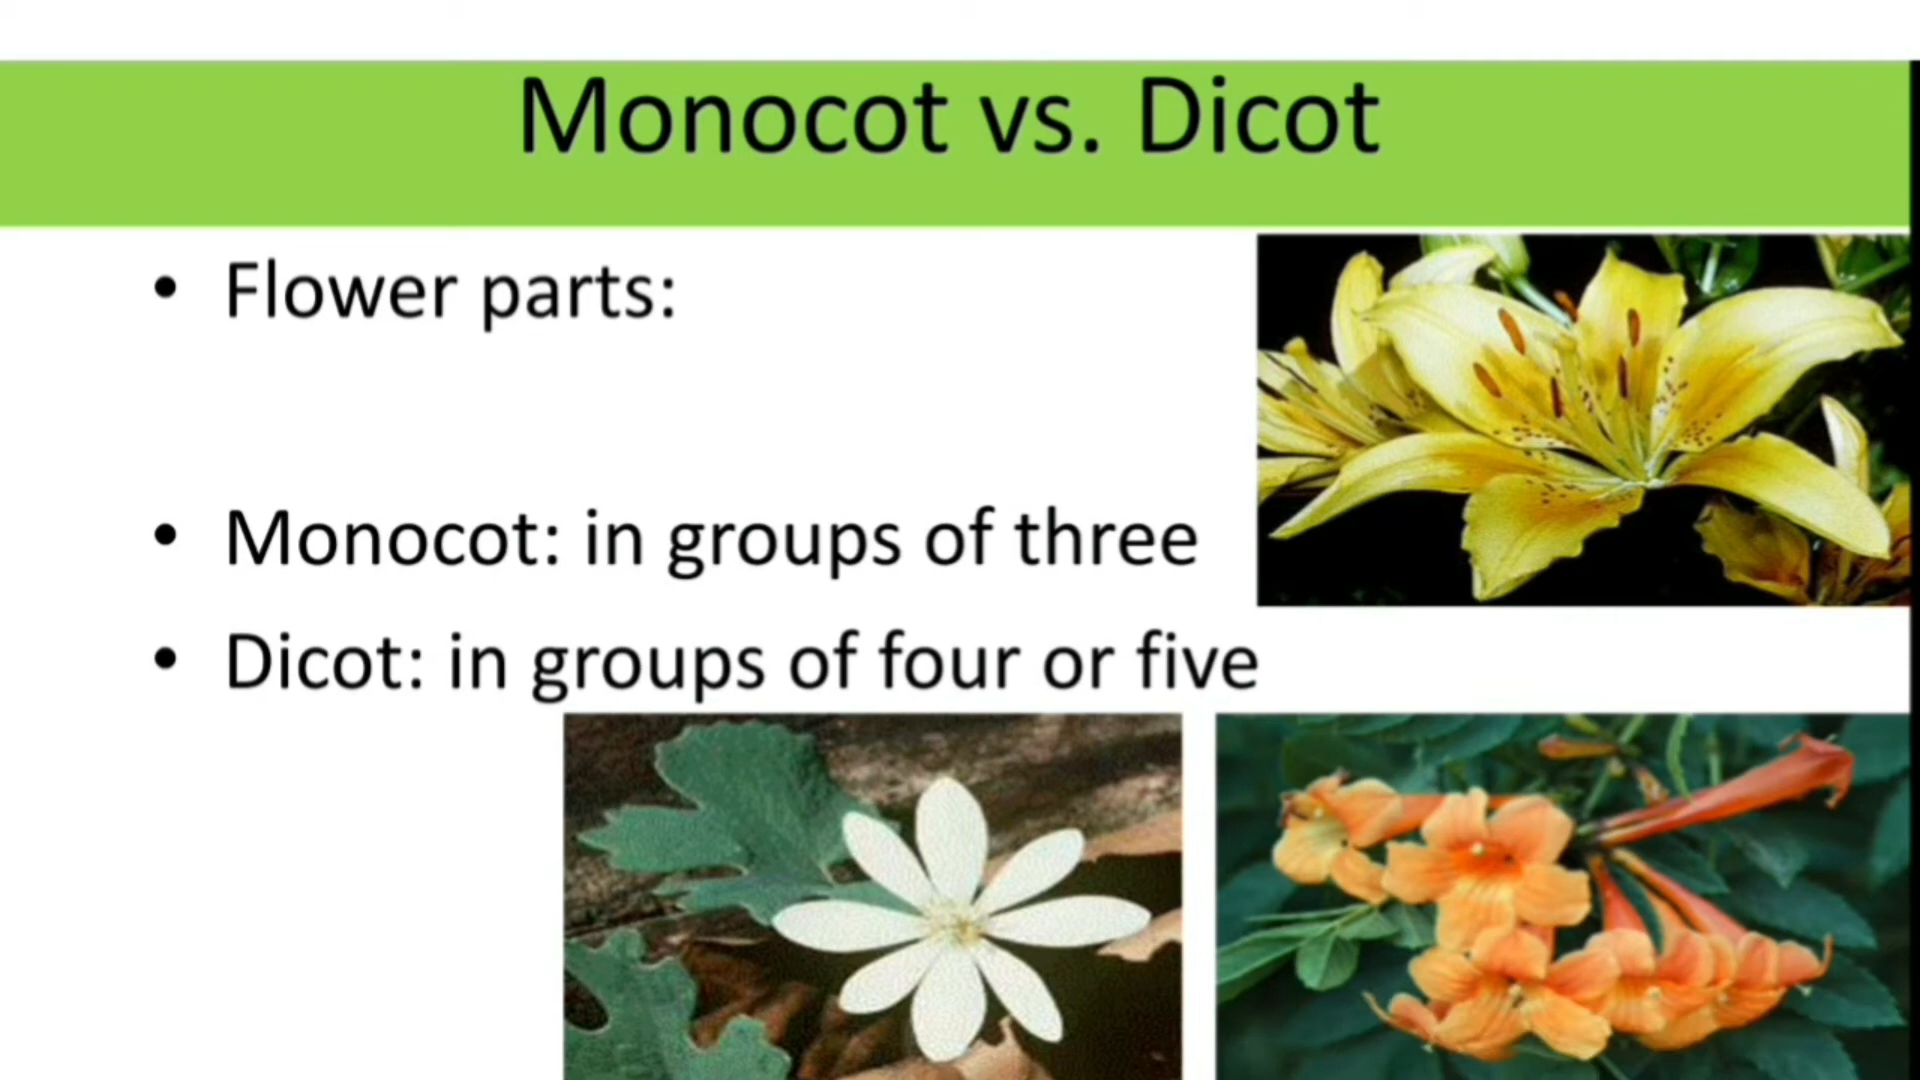 Monocot vs. Dicot
• Flower parts:
• Monocot: in groups of three
• Dicot: in groups of four or five